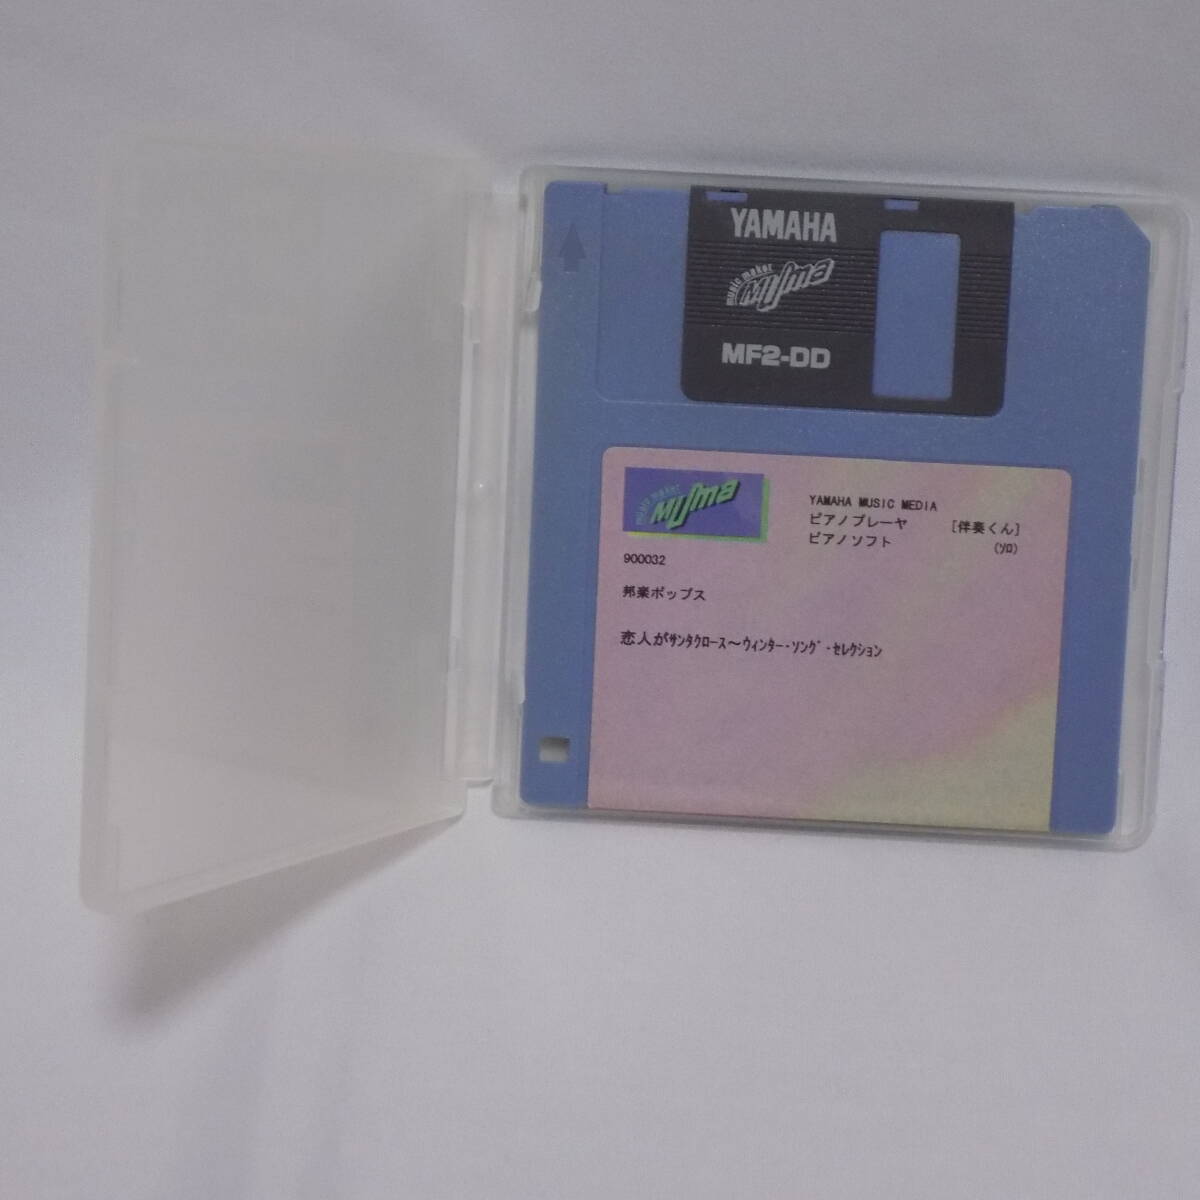 YAMAHA
music maker
MUma
MF2-DD
music maker
MUma
YAMAHA MUSIC MEDIA
ピアノプレーヤ [伴奏くん]
ピアノソフト (ソロ)
900032
邦楽ポップス
恋人がサンタクロース～ウィンター・ソング・セレクション